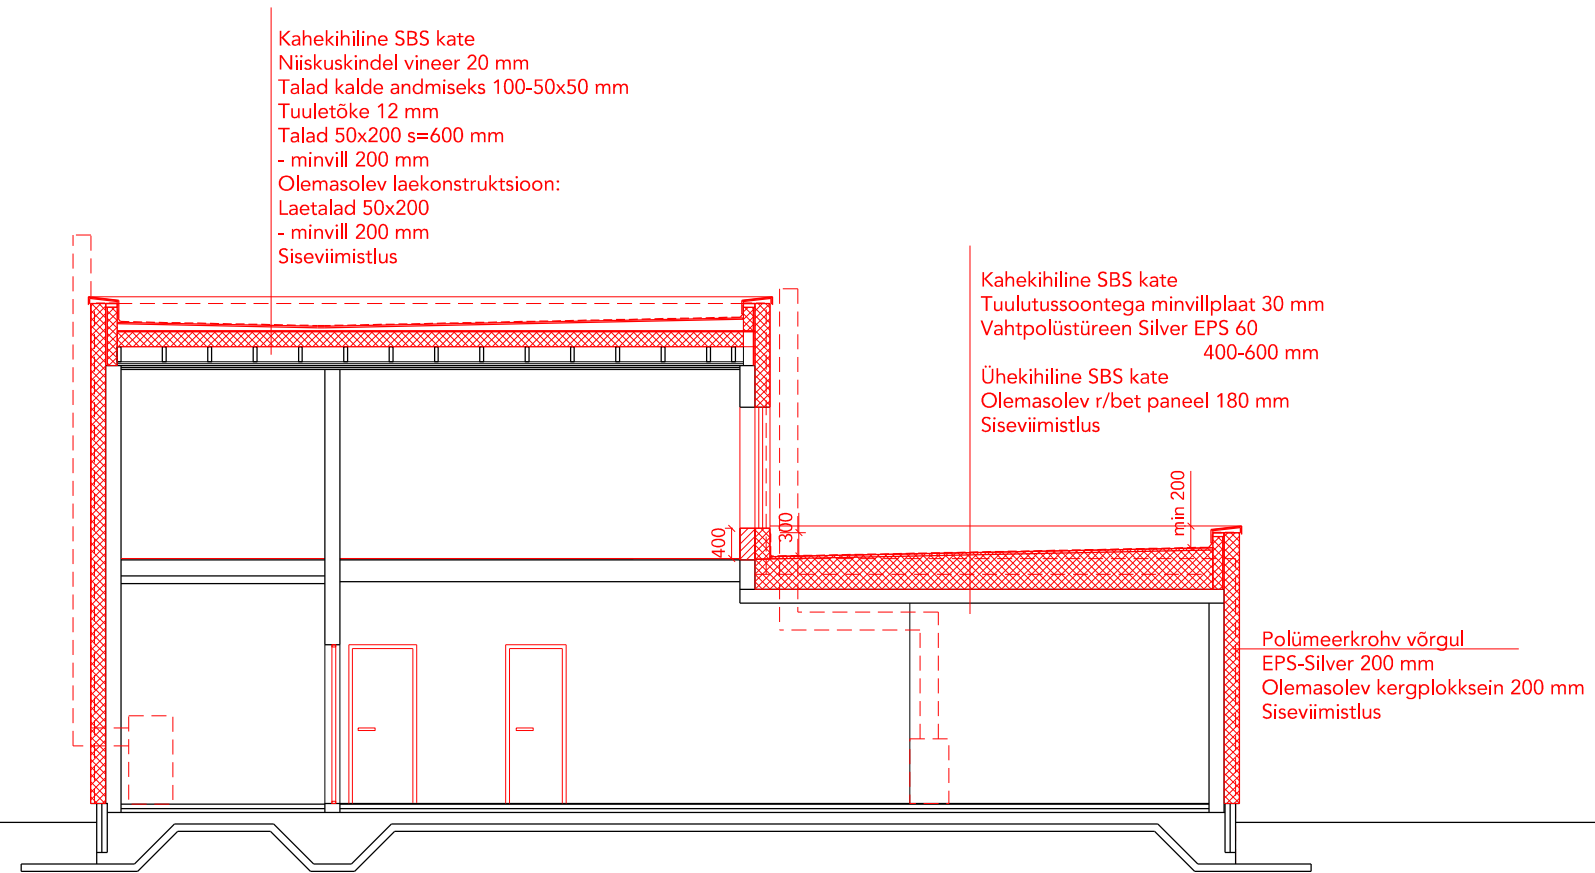 Kahekihiline SBS kate
Niiskuskindel vineer 20 mm
Talad kalde andmiseks 100-50x50 mm
Tuuletõke 12 mm
Talad 50x200 s=600 mm
- minvill 200 mm
Olemasolev laekonstruktsioon:
Laetalad 50x200
- minvill 200 mm
Siseviimistlus
Kahekihiline SBS kate
Tuulutussoontega minvillplaat 30 mm
Vahtpolüstüreen Silver EPS 60
400-600 mm
Ühekihiline SBS kate
Olemasolev r/bet paneel 180 mm
Siseviimistlus
400
300
min 200
Polümeerkrohv võrgul
EPS-Silver 200 mm
Olemasolev kergplokksein 200 mm
Siseviimistlus